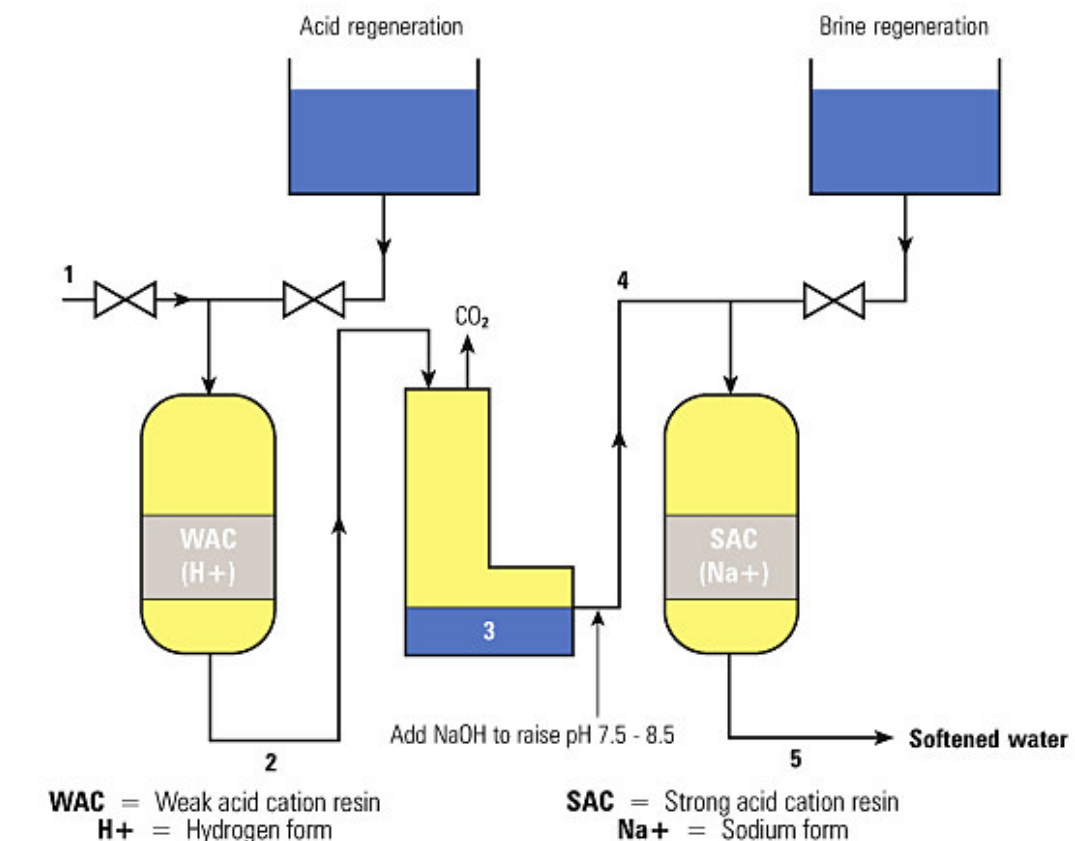 Acid regeneration
Brine regeneration
1
4
CO₂
WAC
(H+)
SAC
(Na+)
3
Add NaOH to raise pH 7.5 - 8.5
2
5
Softened water
WAC = Weak acid cation resin
H+ = Hydrogen form
SAC = Strong acid cation resin
Na+ = Sodium form